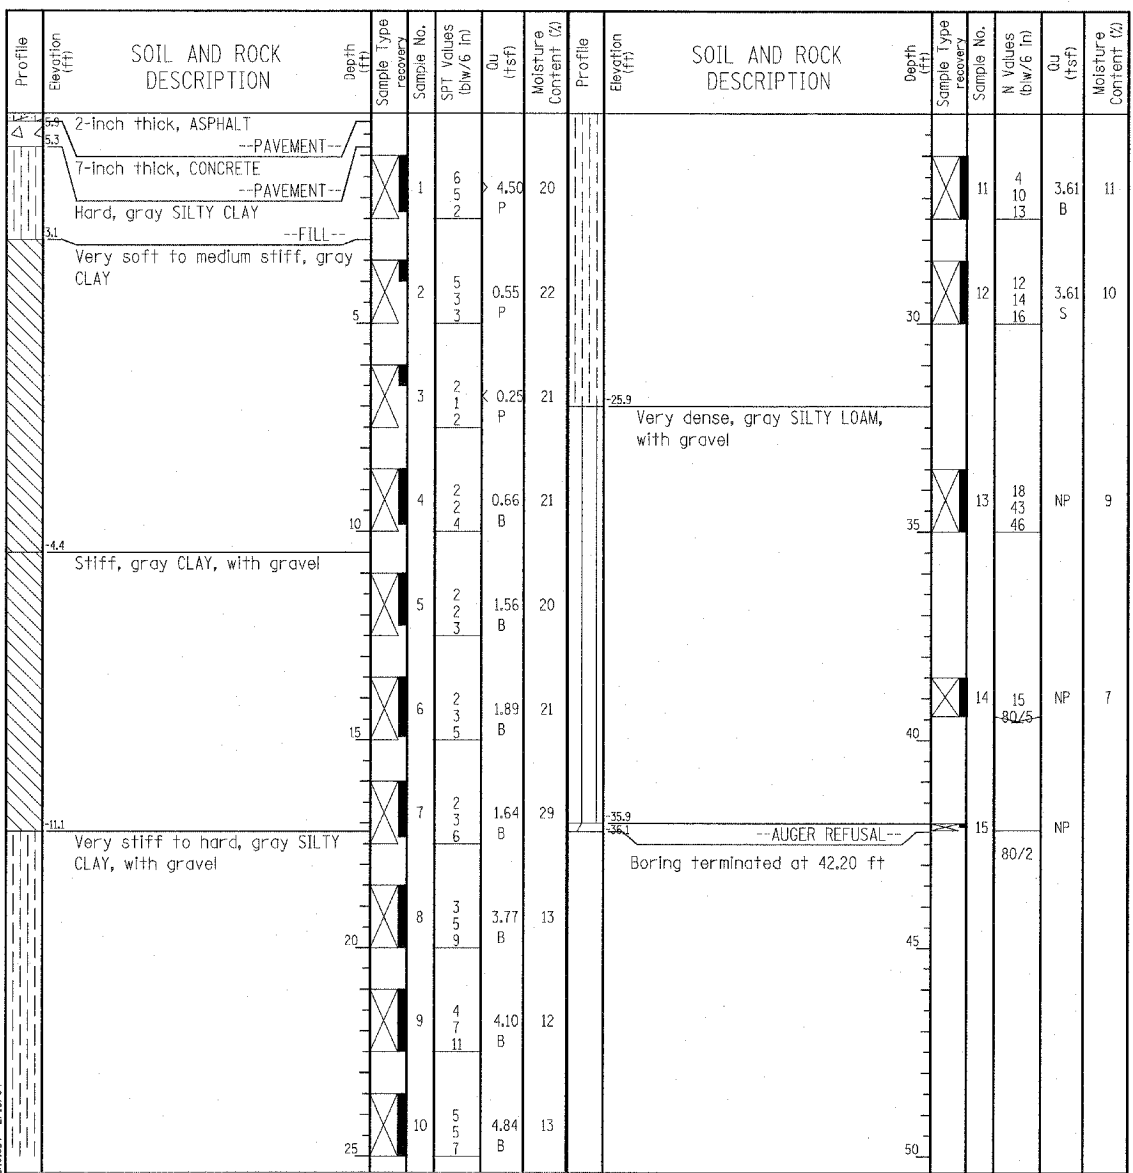 Profile
Elevation (ft)
SOIL AND ROCK DESCRIPTION
Depth (ft)
Sample Type recovery
Sample No.
SPT Values (blw/6 in)
Qu (tsf)
Moisture Content (%)
5.9
2-inch thick, ASPHALT
--PAVEMENT--
5.3
7-inch thick, CONCRETE
--PAVEMENT--
Hard, gray SILTY CLAY
--FILL--
3.1
Very soft to medium stiff, gray
CLAY
1 6 5 2 > 4.50 P 20
2 5 3 3 0.55 P 22
5
3 2 1 2 < 0.25 P 21
4 2 2 4 0.66 B 21
10
-4.4
Stiff, gray CLAY, with gravel
5 2 2 3 1.56 B 20
6 2 3 5 1.89 B 21
15
7 2 3 6 1.64 B 29
-11.1
Very stiff to hard, gray SILTY
CLAY, with gravel
8 3 5 9 3.77 B 13
20
9 4 7 11 4.10 B 12
10 5 5 7 4.84 B 13
25
Profile
Elevation (ft)
SOIL AND ROCK DESCRIPTION
Depth (ft)
Sample Type recovery
Sample No.
N Values (blw/6 in)
Qu (tsf)
Moisture Content (%)
11 4 10 13 3.61 B 11
12 12 14 16 3.61 S 10
30
-25.9
Very dense, gray SILTY LOAM,
with gravel
13 18 43 46 NP 9
35
14 15 80/5 NP 7
40
-35.9
15 80/2 NP
-36.1
--AUGER REFUSAL--
Boring terminated at 42.20 ft
45
50